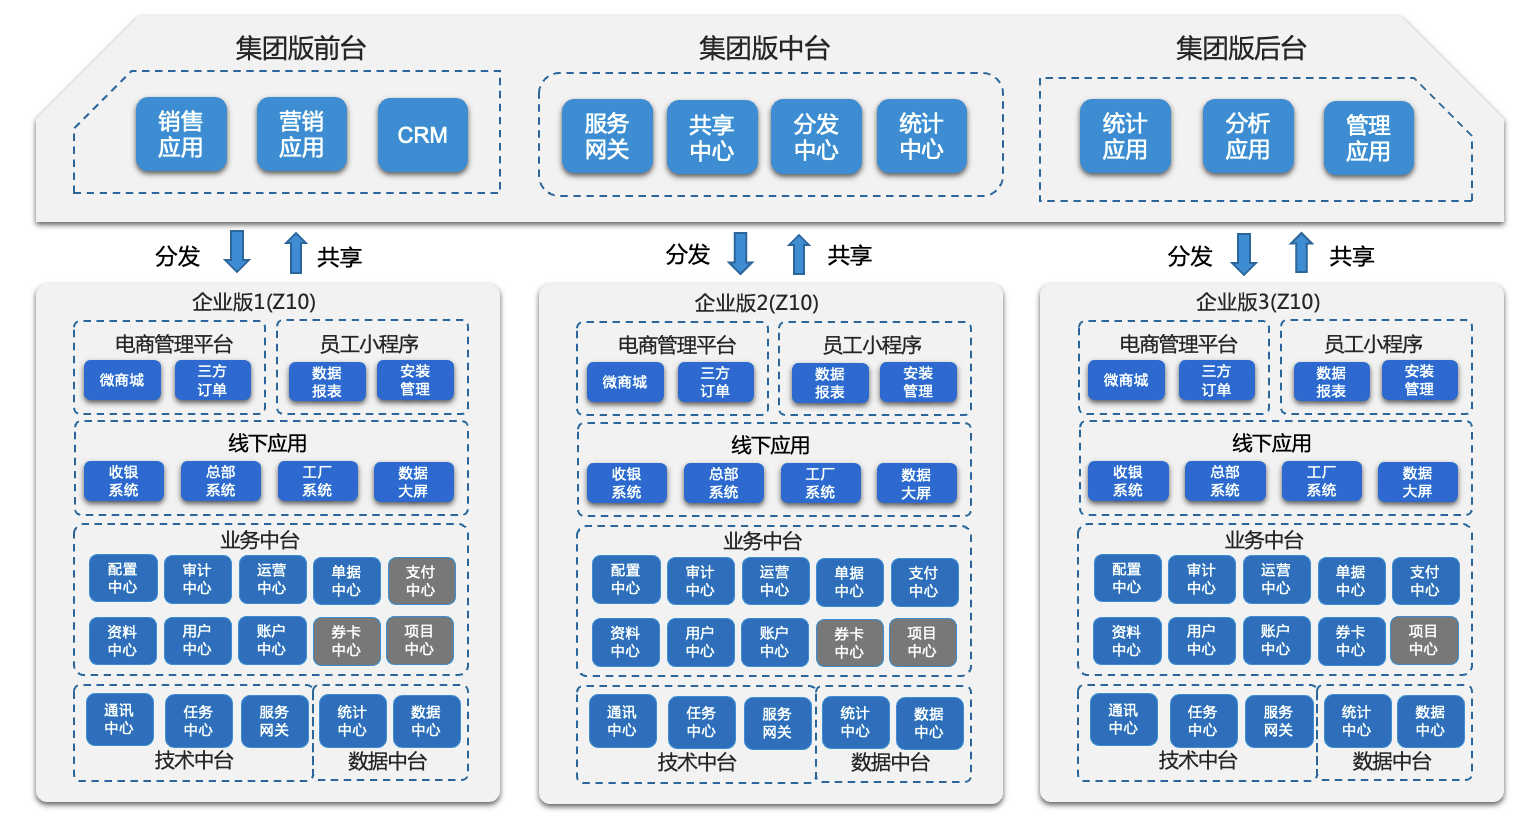 集团版前台
销售
应用
营销
应用
CRM
集团版中台
服务
网关
共享
中心
分发
中心
统计
中心
集团版后台
统计
应用
分析
应用
管理
应用
分发
共享
分发
共享
分发
共享
企业版1(Z10)
电商管理平台
微商城
三方
订单
员工小程序
数据
报表
安装
管理
线下应用
收银
系统
总部
系统
工厂
系统
数据
大屏
业务中台
配置
中心
审计
中心
运营
中心
单据
中心
支付
中心
资料
中心
用户
中心
账户
中心
券卡
中心
项目
中心
通讯
中心
任务
中心
服务
网关
技术中台
统计
中心
数据
中心
数据中台
企业版2(Z10)
电商管理平台
微商城
三方
订单
员工小程序
数据
报表
安装
管理
线下应用
收银
系统
总部
系统
工厂
系统
数据
大屏
业务中台
配置
中心
审计
中心
运营
中心
单据
中心
支付
中心
资料
中心
用户
中心
账户
中心
券卡
中心
项目
中心
通讯
中心
任务
中心
服务
网关
技术中台
统计
中心
数据
中心
数据中台
企业版3(Z10)
电商管理平台
微商城
三方
订单
员工小程序
数据
报表
安装
管理
线下应用
收银
系统
总部
系统
工厂
系统
数据
大屏
业务中台
配置
中心
审计
中心
运营
中心
单据
中心
支付
中心
资料
中心
用户
中心
账户
中心
券卡
中心
项目
中心
通讯
中心
任务
中心
服务
网关
技术中台
统计
中心
数据
中心
数据中台